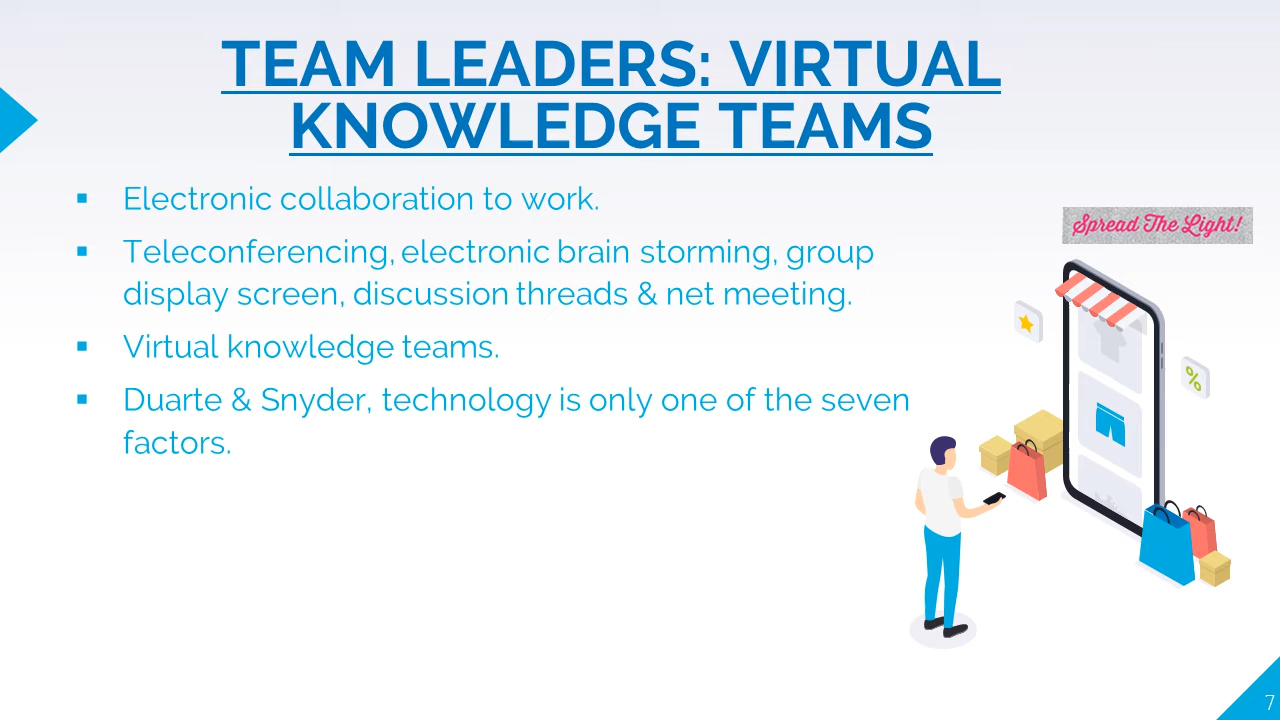 TEAM LEADERS: VIRTUAL
KNOWLEDGE TEAMS
▪ Electronic collaboration to work.
▪ Teleconferencing, electronic brain storming, group
display screen, discussion threads & net meeting.
▪ Virtual knowledge teams.
▪ Duarte & Snyder, technology is only one of the seven
factors.
Spread The Light!
%
7